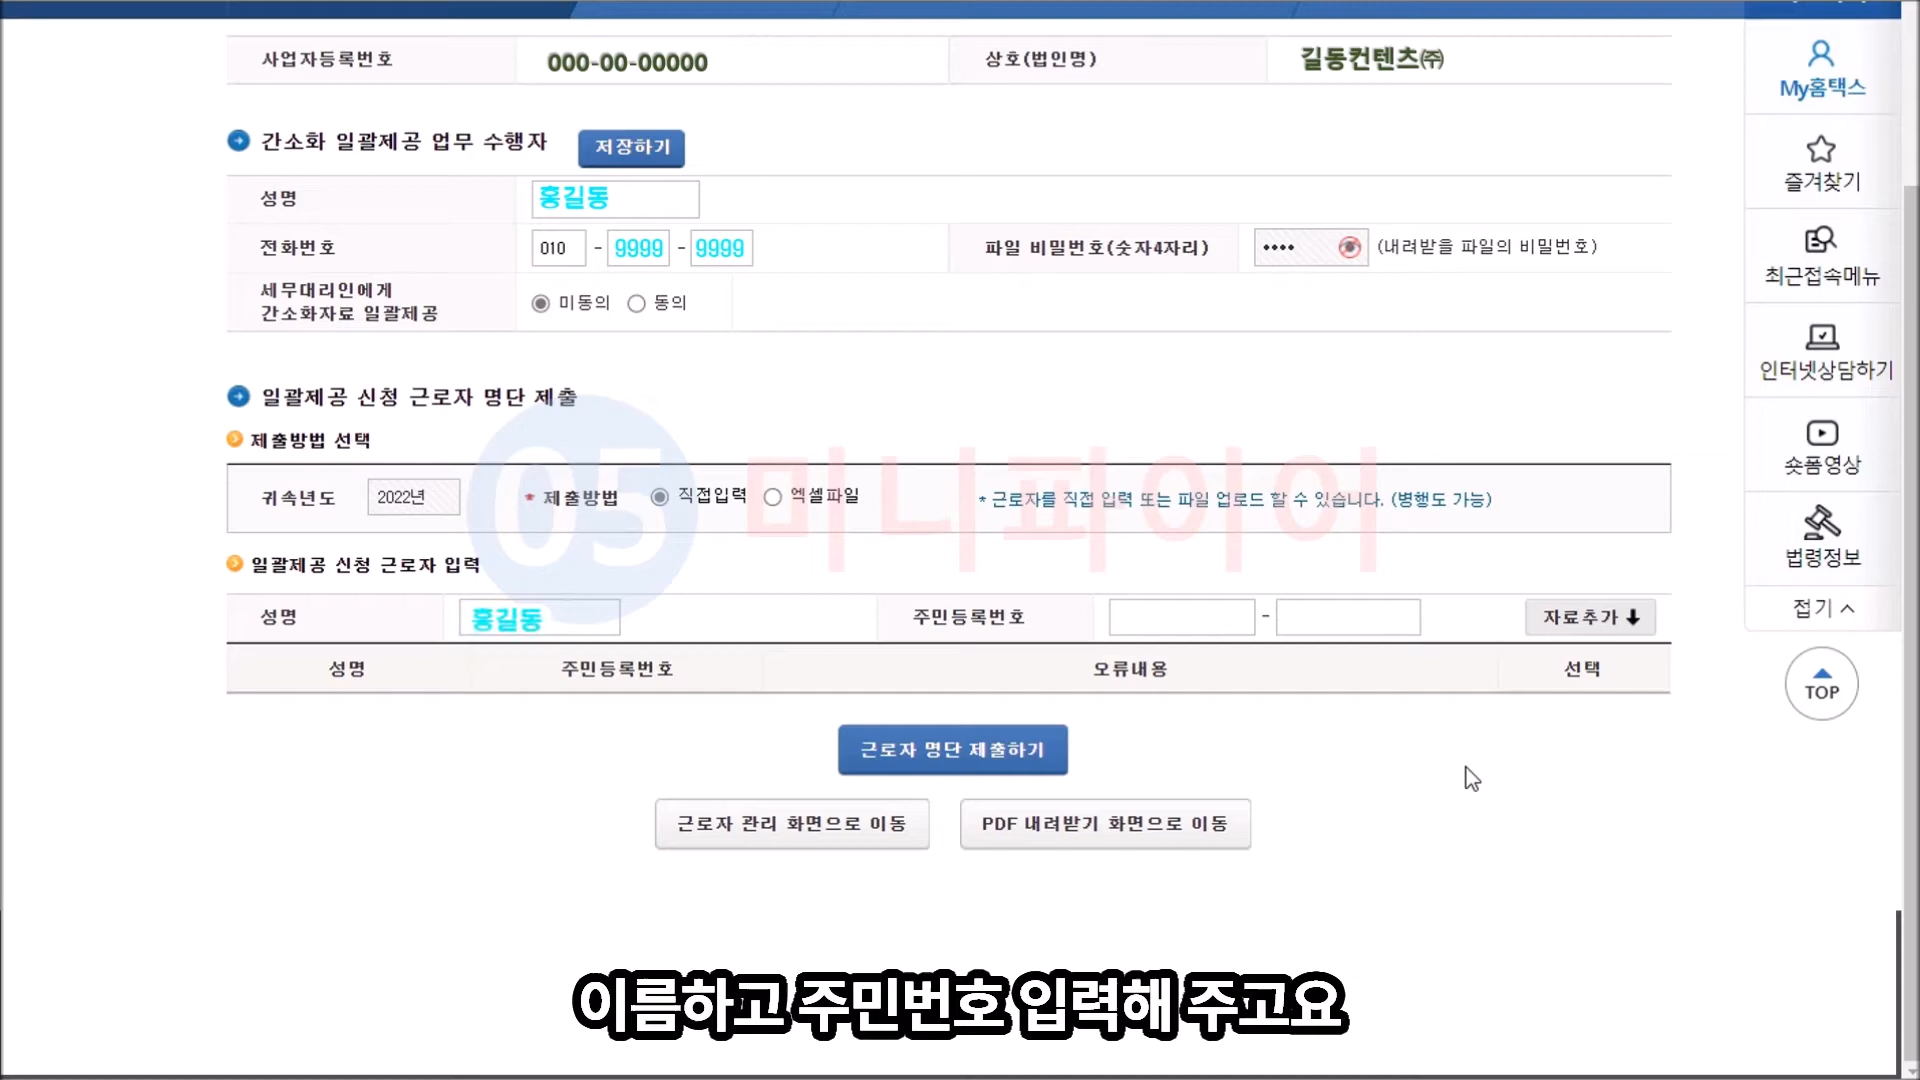 사업자등록번호 000-00-00000 상호(법인명) 길동컨텐츠㈜
간소화 일괄제공 업무 수행자 저장하기
성명 홍길동
전화번호 010 - 9999 - 9999 파일 비밀번호(숫자4자리) •••• (내려받을 파일의 비밀번호)
세무대리인에게
간소화자료 일괄제공 미동의 동의
일괄제공 신청 근로자 명단 제출
제출방법 선택
귀속년도 2022년 * 제출방법 직접입력 엑셀파일 * 근로자를 직접 입력 또는 파일 업로드 할 수 있습니다. (병행도 가능)
05 미니피이이
일괄제공 신청 근로자 입력
성명 홍길동 주민등록번호 - 자료추가
성명 주민등록번호 오류내용 선택
근로자 명단 제출하기
근로자 관리 화면으로 이동 PDF 내려받기 화면으로 이동
My홈택스
즐겨찾기
최근접속메뉴
인터넷상담하기
숏폼영상
법령정보
접기
TOP
이름하고 주민번호 입력해 주고요